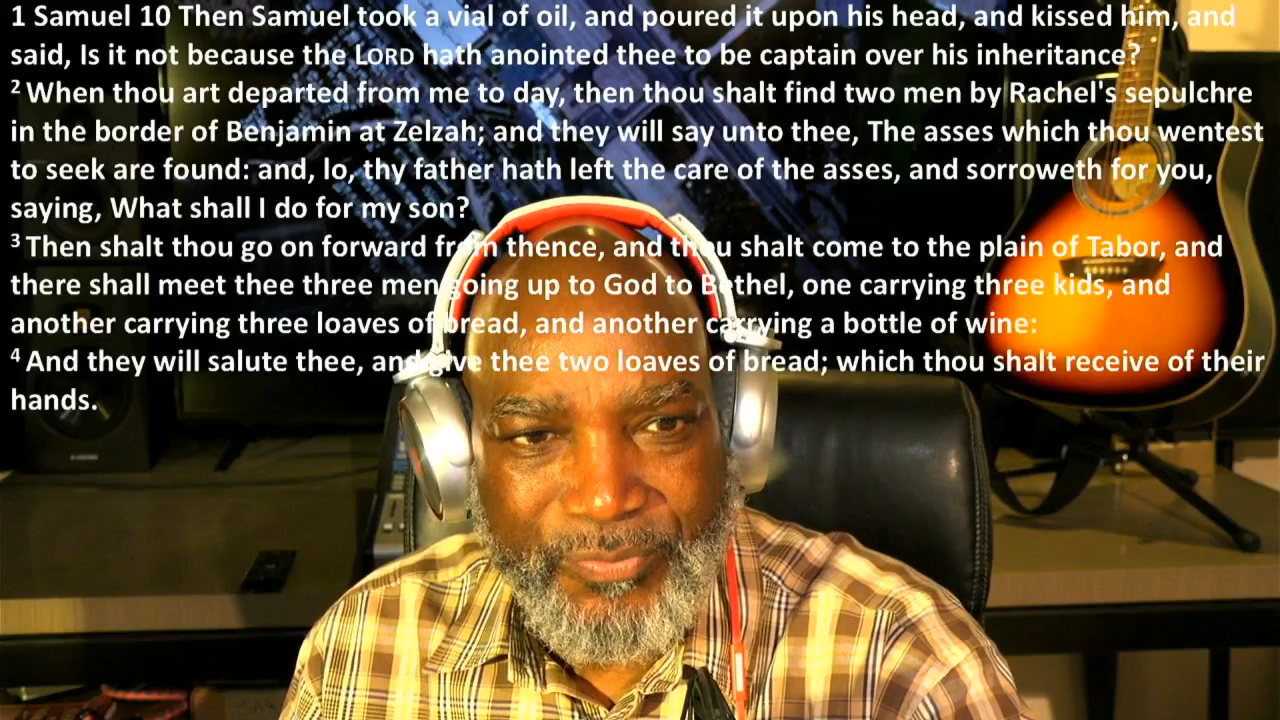 1 Samuel 10 Then Samuel took a vial of oil, and poured it upon his head, and kissed him, and
said, Is it not because the LORD hath anointed thee to be captain over his inheritance?
2 When thou art departed from me to day, then thou shalt find two men by Rachel's sepulchre
in the border of Benjamin at Zelzah; and they will say unto thee, The asses which thou wentest
to seek are found: and, lo, thy father hath left the care of the asses, and sorroweth for you,
saying, What shall I do for my son?
3 Then shalt thou go on forward from thence, and thou shalt come to the plain of Tabor, and
there shall meet thee three men going up to God to Bethel, one carrying three kids, and
another carrying three loaves of bread, and another carrying a bottle of wine:
4 And they will salute thee, and give thee two loaves of bread; which thou shalt receive of their
hands.